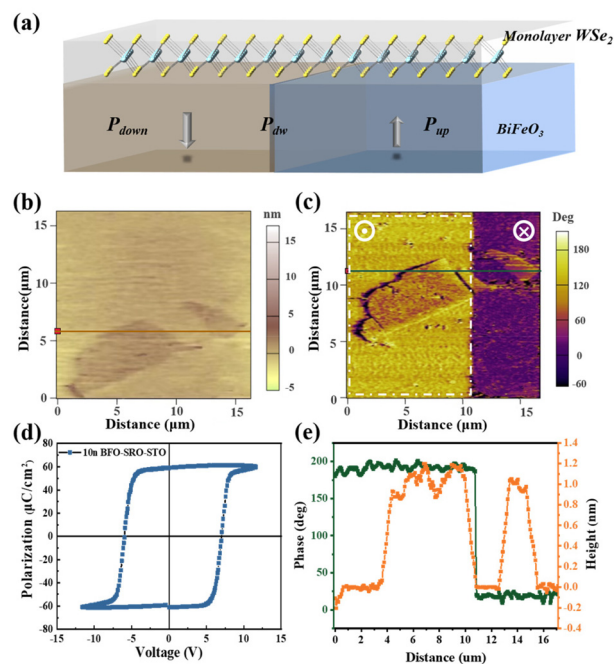 (a)
Monolayer WSe2
Pdown
Pdw
Pup
BiFeO3
(b)
nm
15
10
5
0
-5
Distance(μm)
15
10
5
0
0
5
10
15
Distance (μm)
(c)
Deg
180
120
60
0
-60
Distance(μm)
15
10
5
0
0
5
10
15
Distance (μm)
(d)
10n BFO-SRO-STO
Polarization (μC/cm²)
80
60
40
20
0
-20
-40
-60
-80
-15
-10
-5
0
5
10
15
Voltage (V)
(e)
Phase (deg)
200
150
100
50
0
Height (nm)
1.2
1.0
0.8
0.6
0.4
0.2
0.0
-0.2
-0.4
0
2
4
6
8
10
12
14
16
Distance (um)